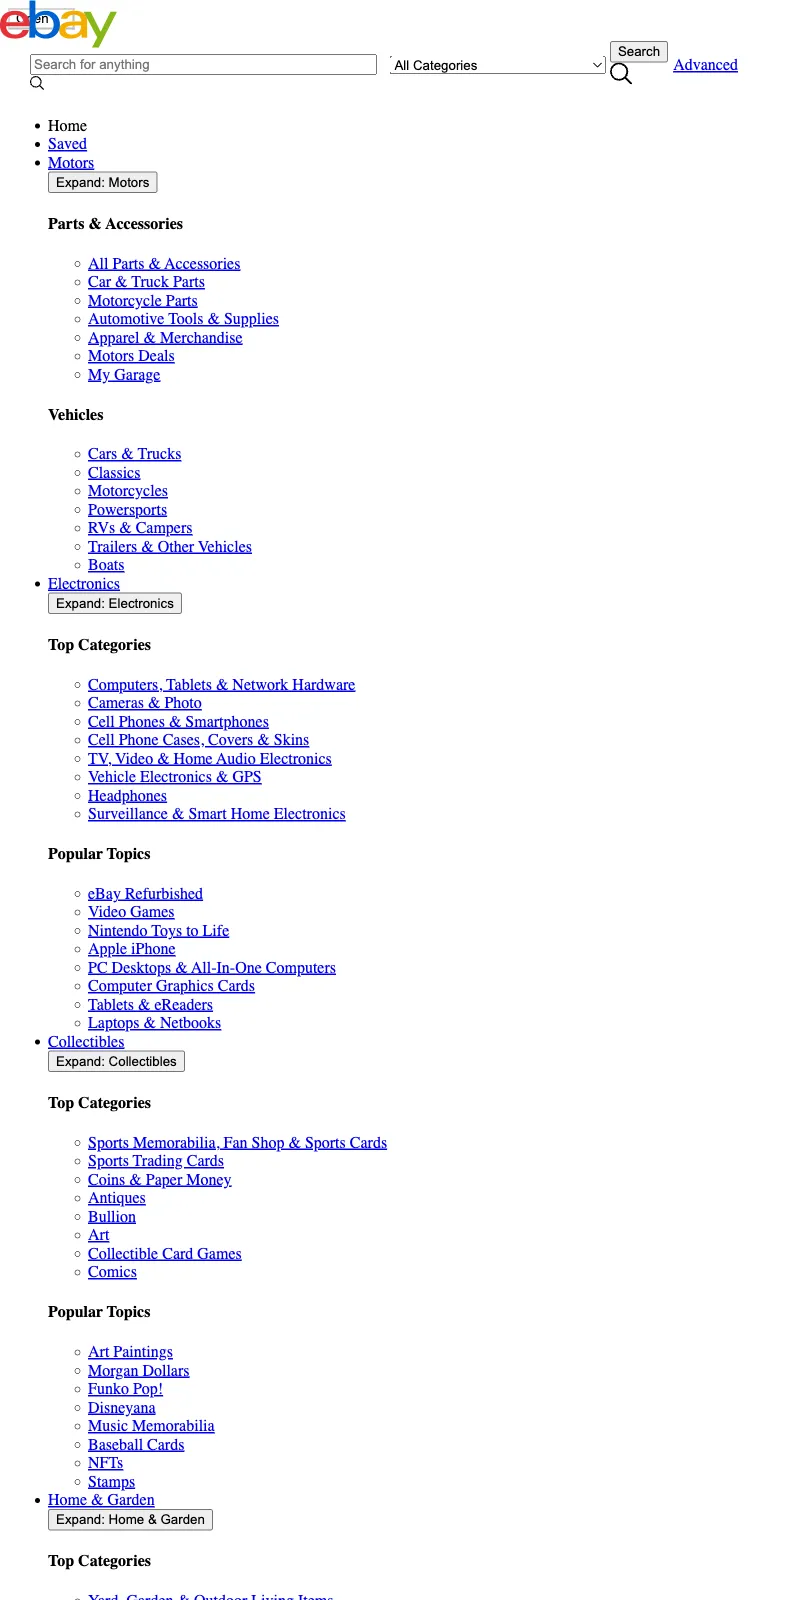 ebay
Search for anything
All Categories
Search
Advanced
Home
Saved
Motors
Expand: Motors
Parts & Accessories
All Parts & Accessories
Car & Truck Parts
Motorcycle Parts
Automotive Tools & Supplies
Apparel & Merchandise
Motors Deals
My Garage
Vehicles
Cars & Trucks
Classics
Motorcycles
Powersports
RVs & Campers
Trailers & Other Vehicles
Boats
Electronics
Expand: Electronics
Top Categories
Computers, Tablets & Network Hardware
Cameras & Photo
Cell Phones & Smartphones
Cell Phone Cases, Covers & Skins
TV, Video & Home Audio Electronics
Vehicle Electronics & GPS
Headphones
Surveillance & Smart Home Electronics
Popular Topics
eBay Refurbished
Video Games
Nintendo Toys to Life
Apple iPhone
PC Desktops & All-In-One Computers
Computer Graphics Cards
Tablets & eReaders
Laptops & Netbooks
Collectibles
Expand: Collectibles
Top Categories
Sports Memorabilia, Fan Shop & Sports Cards
Sports Trading Cards
Coins & Paper Money
Antiques
Bullion
Art
Collectible Card Games
Comics
Popular Topics
Art Paintings
Morgan Dollars
Funko Pop!
Disneyana
Music Memorabilia
Baseball Cards
NFTs
Stamps
Home & Garden
Expand: Home & Garden
Top Categories
Yard, Garden & Outdoor Living Items